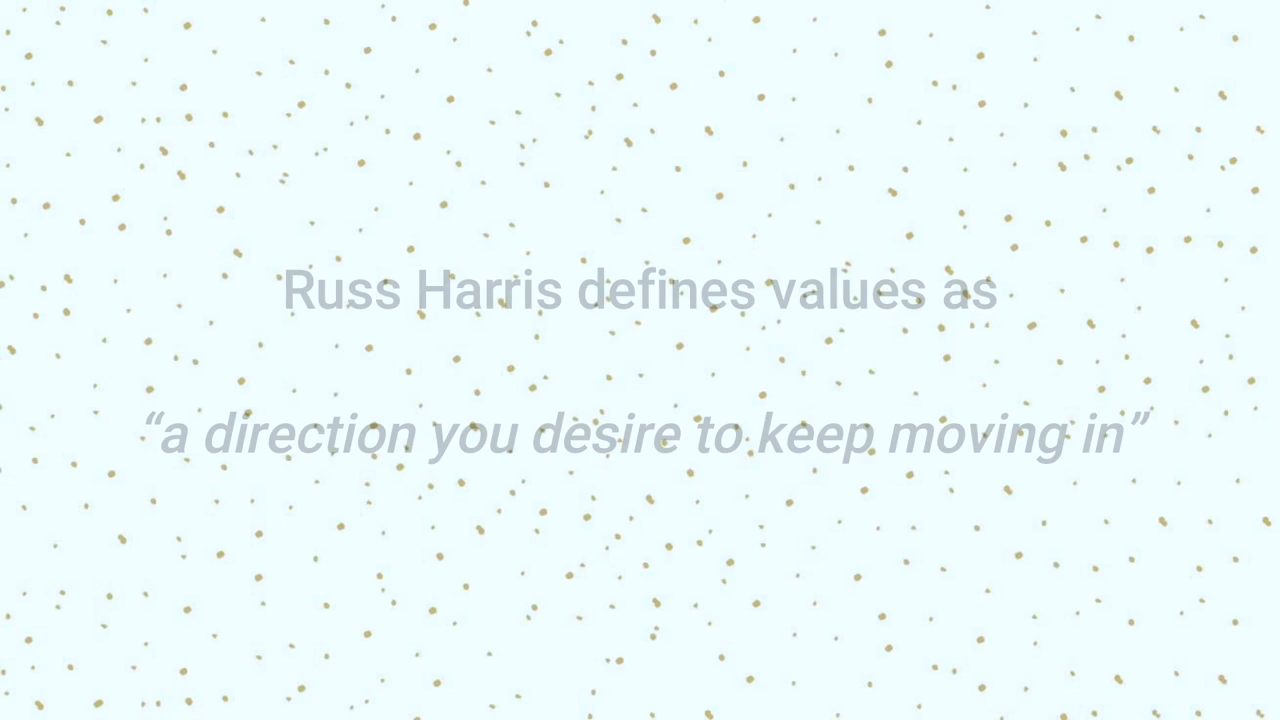 Russ Harris defines values as
“a direction you desire to keep moving in”